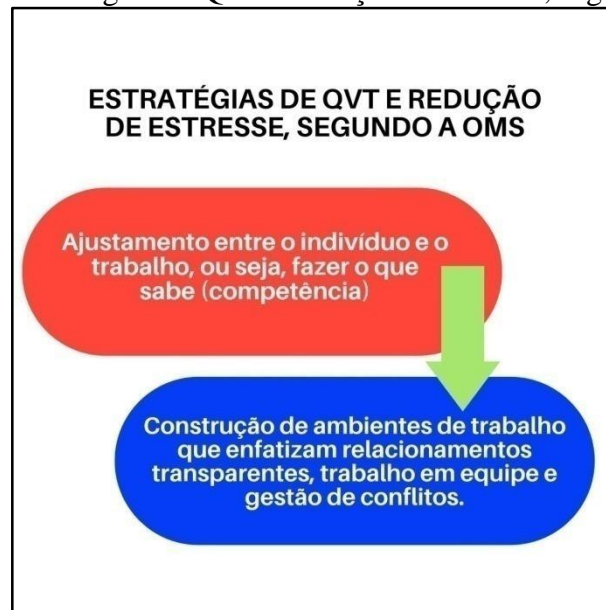 ESTRATÉGIAS DE QVT E REDUÇÃO
DE ESTRESSE, SEGUNDO A OMS
Ajustamento entre o indivíduo e o
trabalho, ou seja, fazer o que
sabe (competência)
Construção de ambientes de trabalho
que enfatizam relacionamentos
transparentes, trabalho em equipe e
gestão de conflitos.